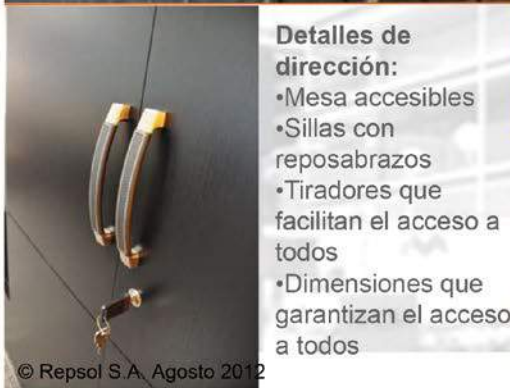 Detalles de
dirección:
•Mesa accesibles
•Sillas con
reposabrazos
•Tiradores que
facilitan el acceso a
todos
•Dimensiones que
garantizan el acceso
a todos
© Repsol S.A. Agosto 2012